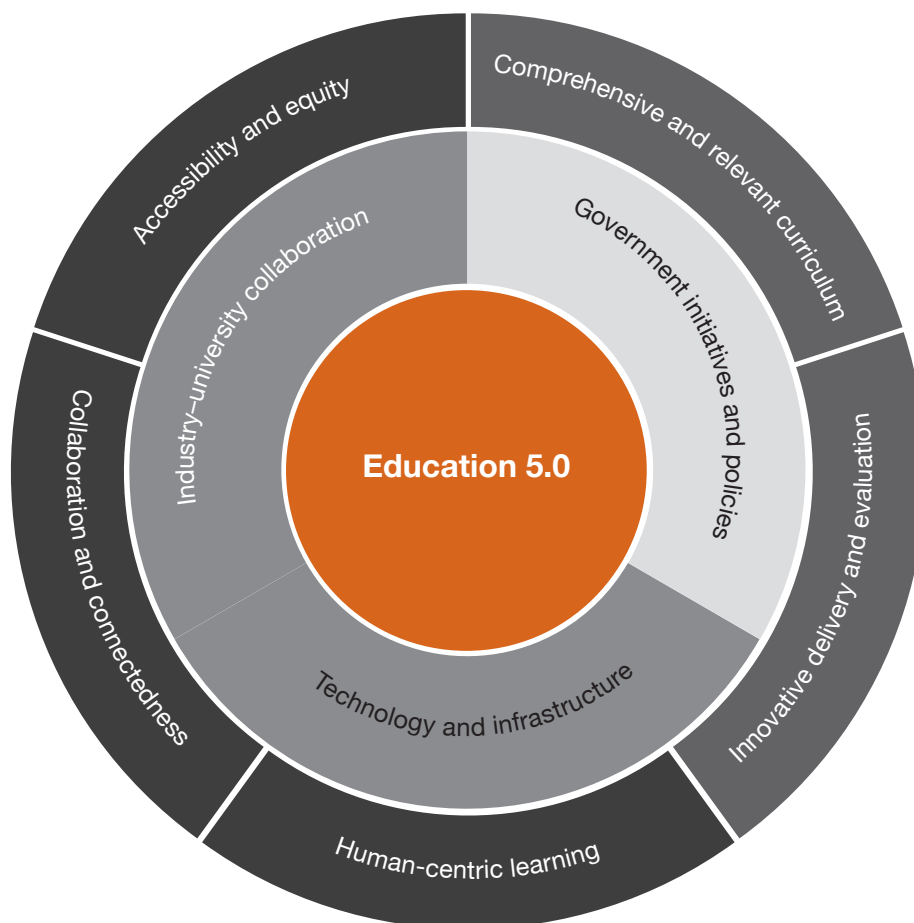 Accessibility and equity
Comprehensive and relevant curriculum
Industry–university collaboration
Government initiatives and policies
Education 5.0
Collaboration and connectedness
Innovative delivery and evaluation
Technology and infrastructure
Human-centric learning